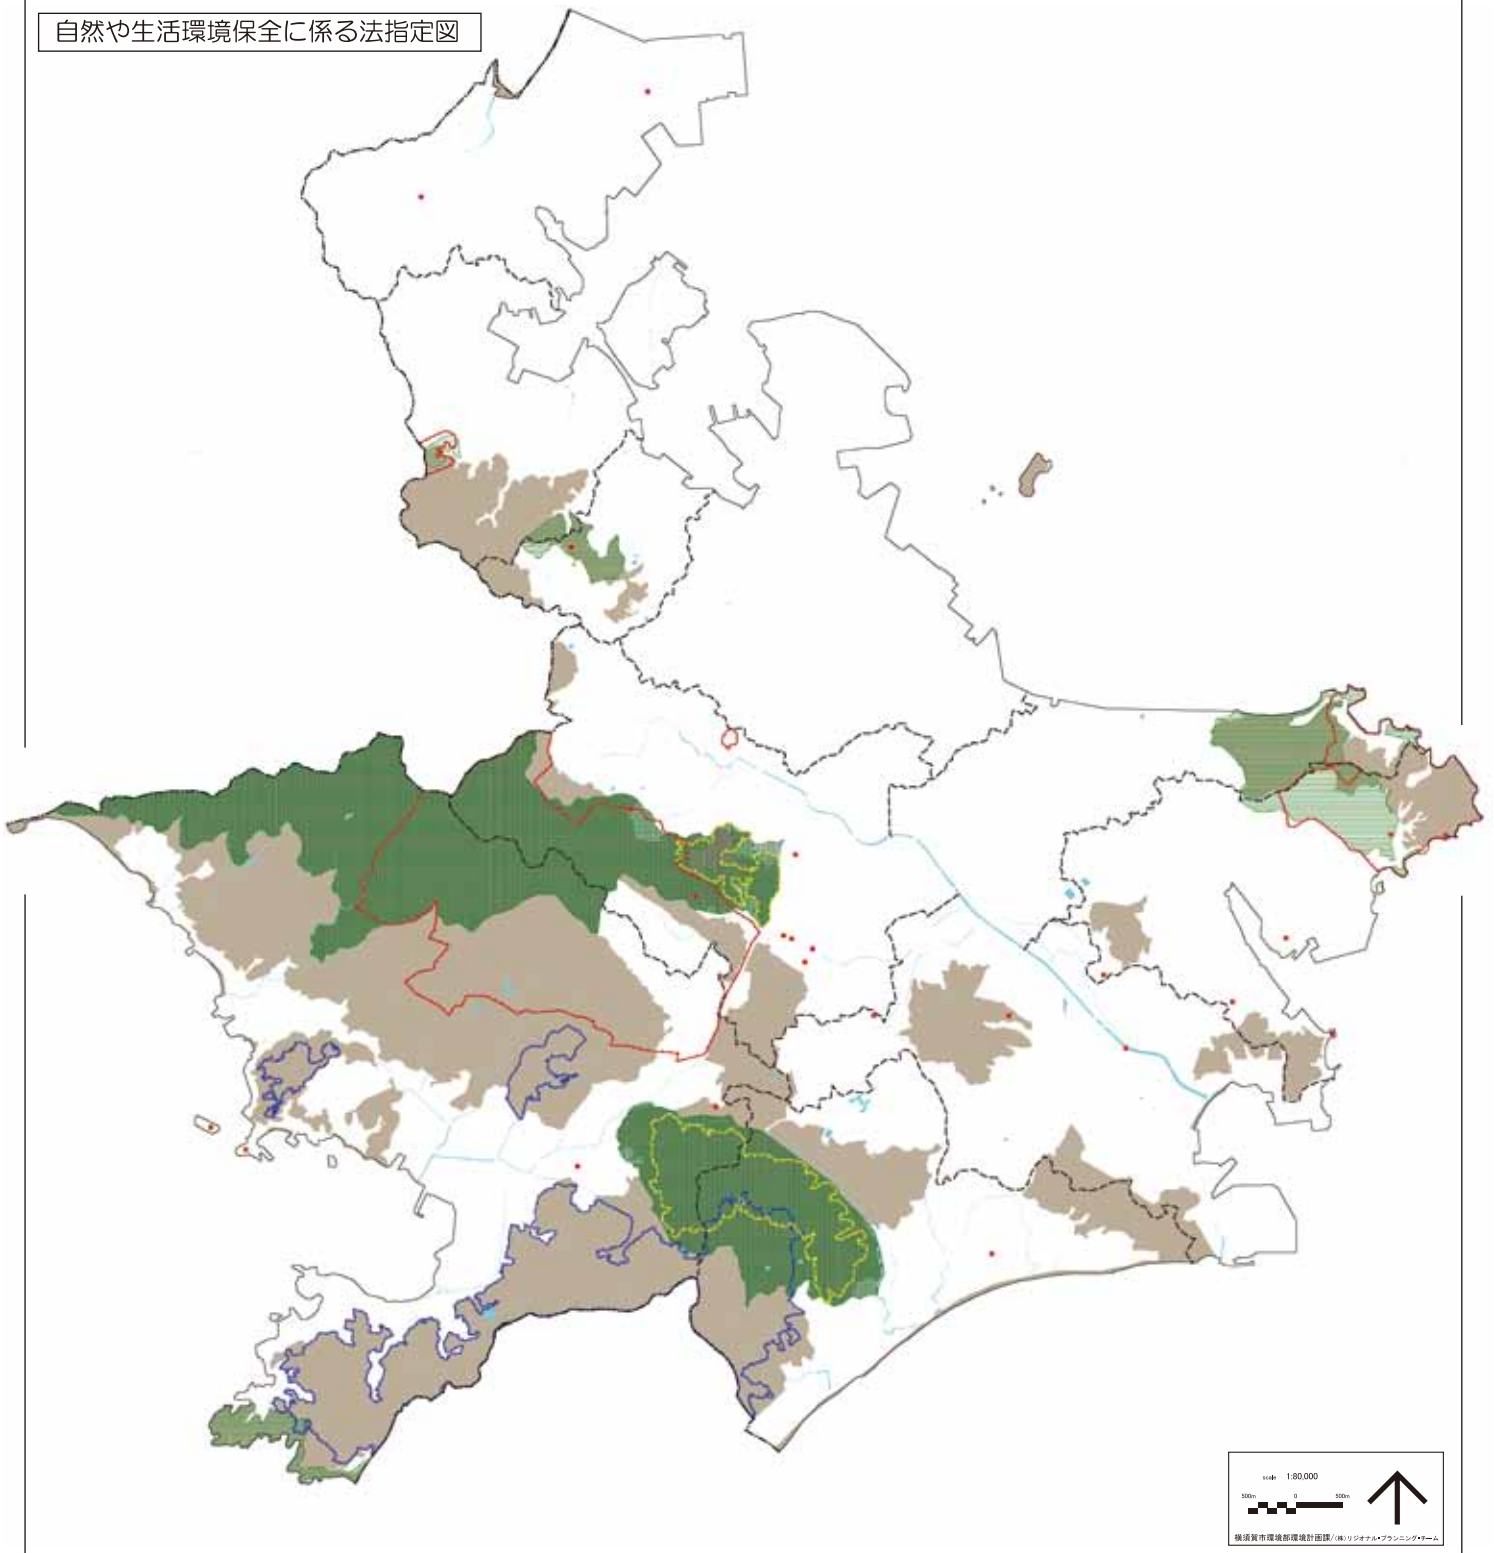 自然や生活環境保全に係る法指定図
scale 1:80,000
500m 0 500m
横須賀市環境部環境計画課/(株)リジオナル・プランニング・チーム